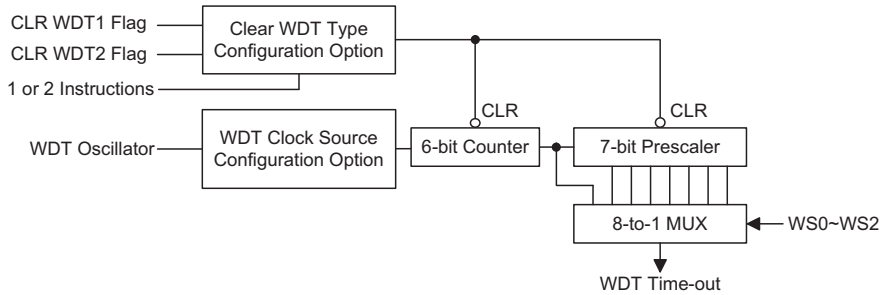 CLR WDT1 Flag
CLR WDT2 Flag
1 or 2 Instructions
Clear WDT Type
Configuration Option
WDT Oscillator
WDT Clock Source
Configuration Option
CLR
6-bit Counter
CLR
7-bit Prescaler
8-to-1 MUX
WS0~WS2
WDT Time-out